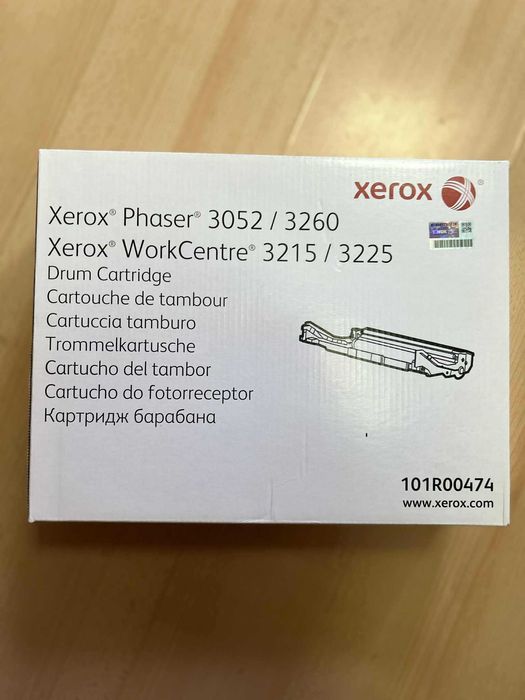 xerox
Xerox® Phaser® 3052 / 3260
Xerox® WorkCentre® 3215 / 3225
Drum Cartridge
Cartouche de tambour
Cartuccia tamburo
Trommelkartusche
Cartucho del tambor
Cartucho do fotorreceptor
Картридж барабана
101R00474
www.xerox.com